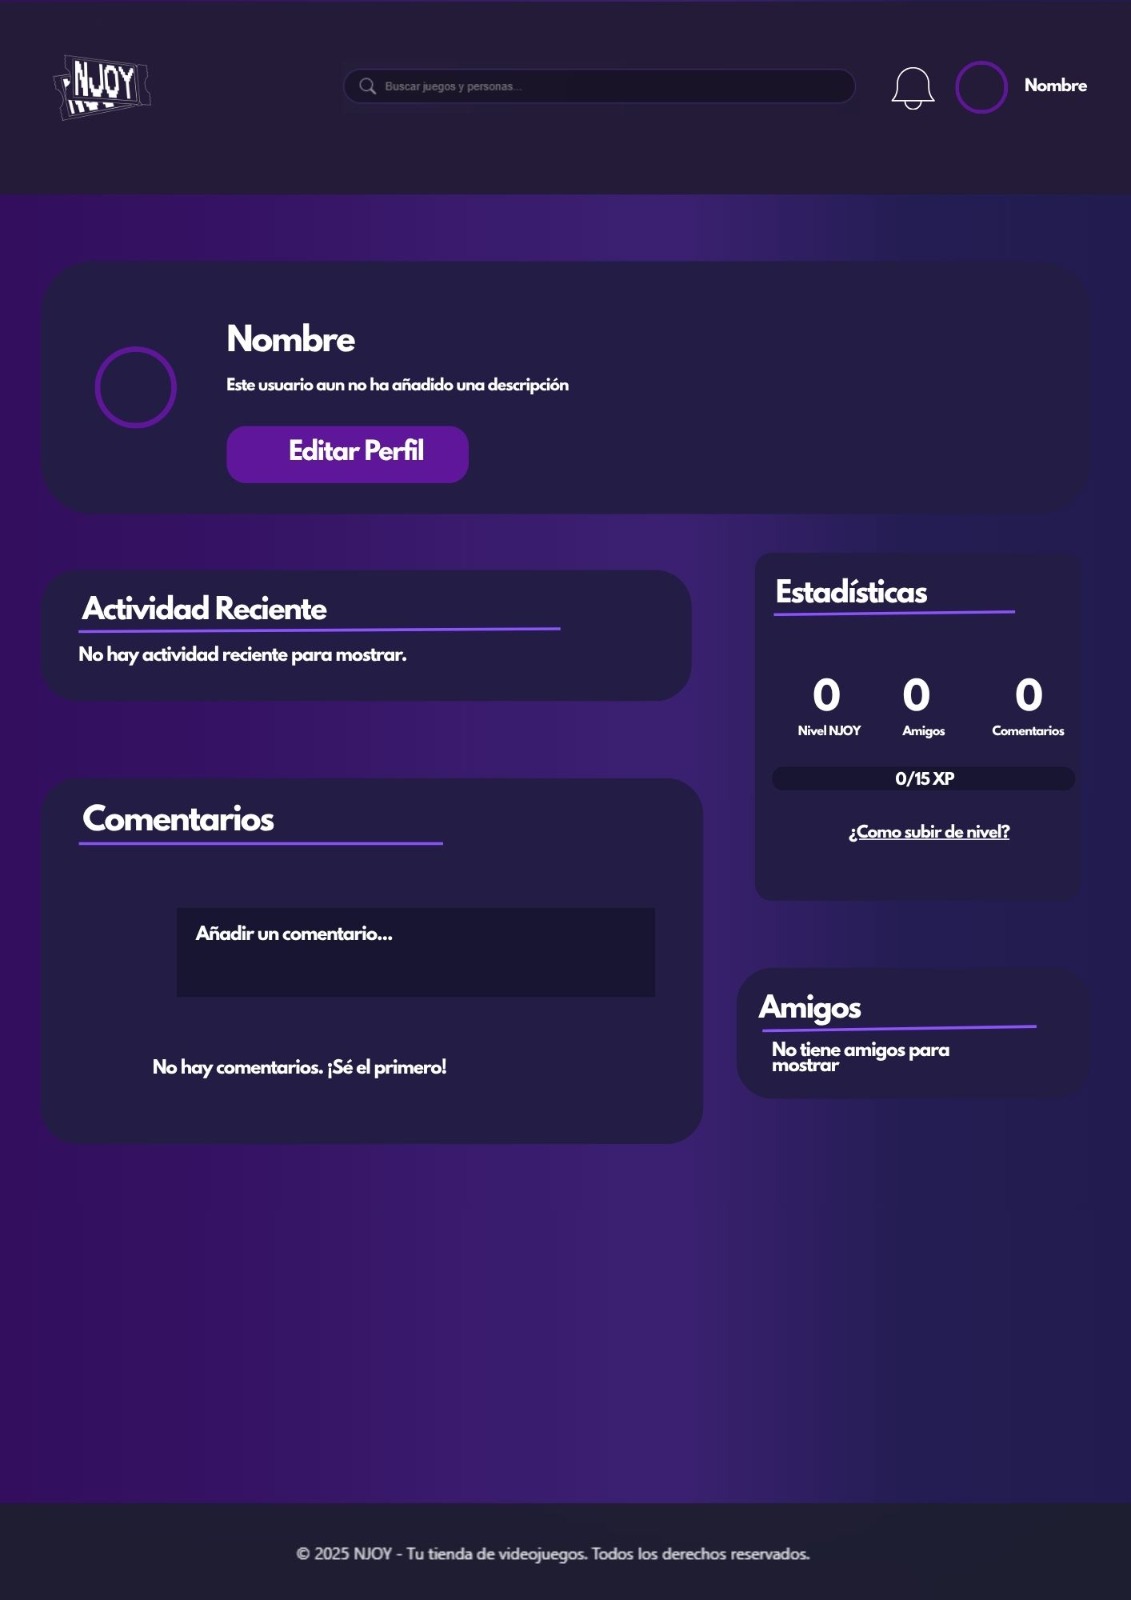 NJOY
Buscar juegos y personas...
Nombre
Nombre
Este usuario aun no ha añadido una descripción
Editar Perfil
Actividad Reciente
No hay actividad reciente para mostrar.
Estadísticas
0 0 0
Nivel NJOY Amigos Comentarios
0/15 XP
¿Como subir de nivel?
Comentarios
Añadir un comentario...
No hay comentarios. ¡Sé el primero!
Amigos
No tiene amigos para
mostrar
© 2025 NJOY - Tu tienda de videojuegos. Todos los derechos reservados.